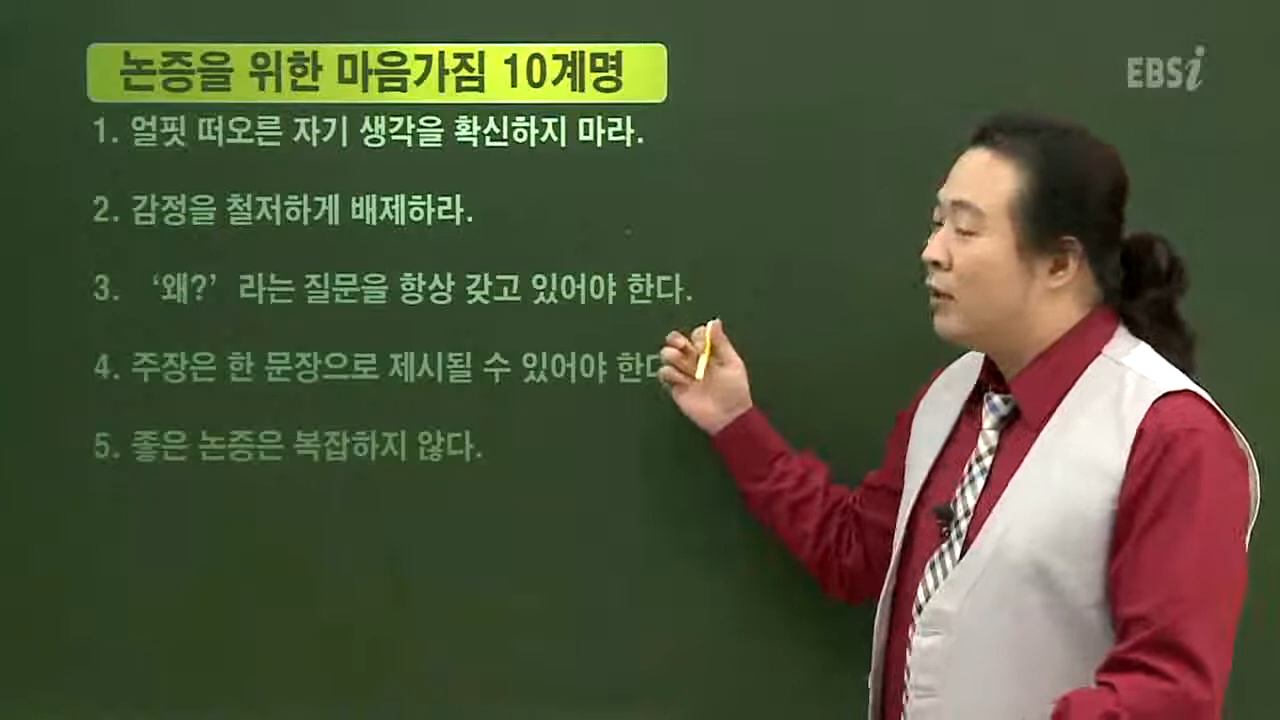 논증을 위한 마음가짐 10계명
EBSi
1. 얼핏 떠오른 자기 생각을 확신하지 마라.
2. 감정을 철저하게 배제하라.
3. ‘왜?’ 라는 질문을 항상 갖고 있어야 한다.
4. 주장은 한 문장으로 제시될 수 있어야 한다
5. 좋은 논증은 복잡하지 않다.